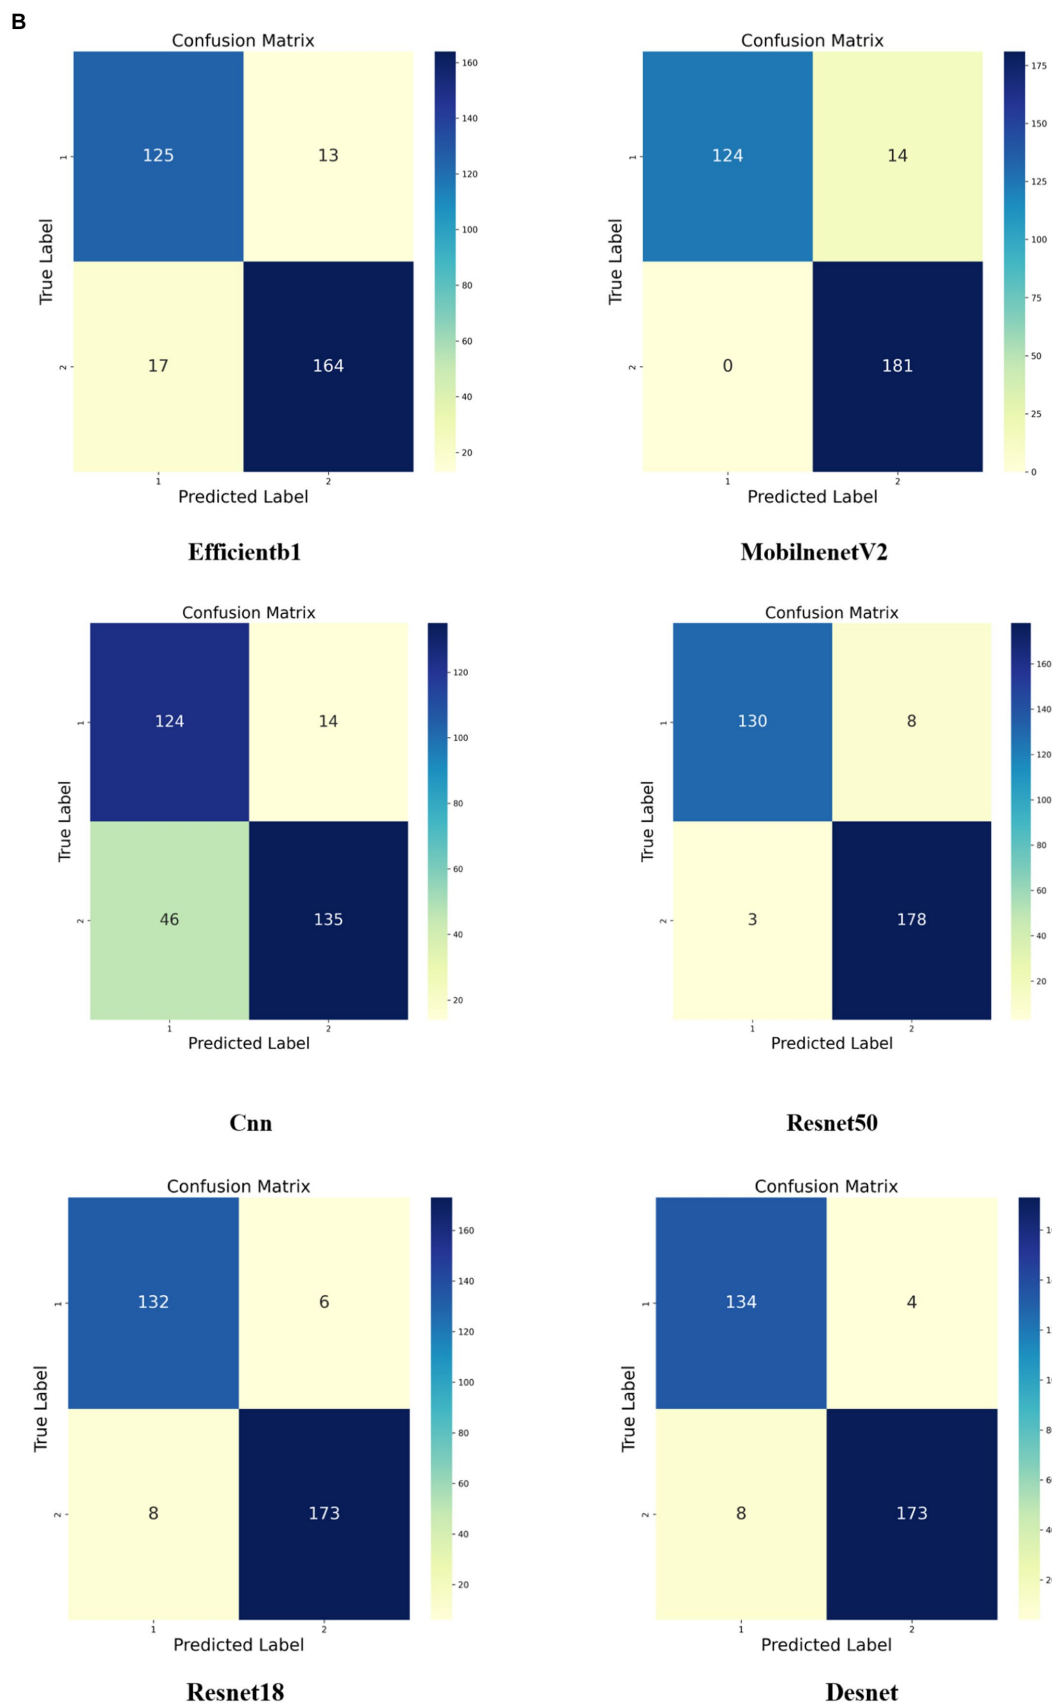 B
Confusion Matrix
125 13
17 164
1 2
1
2
True Label
Predicted Label
160
140
120
100
80
60
40
20
Efficientb1
Confusion Matrix
124 14
0 181
1 2
1
2
True Label
Predicted Label
175
150
125
100
75
50
25
0
MobilnenetV2
Confusion Matrix
124 14
46 135
1 2
1
2
True Label
Predicted Label
120
100
80
60
40
20
Cnn
Confusion Matrix
130 8
3 178
1 2
1
2
True Label
Predicted Label
160
140
120
100
80
60
40
20
Resnet50
Confusion Matrix
132 6
8 173
1 2
1
2
True Label
Predicted Label
160
140
120
100
80
60
40
20
Resnet18
Confusion Matrix
134 4
8 173
1 2
1
2
True Label
Predicted Label
Desnet